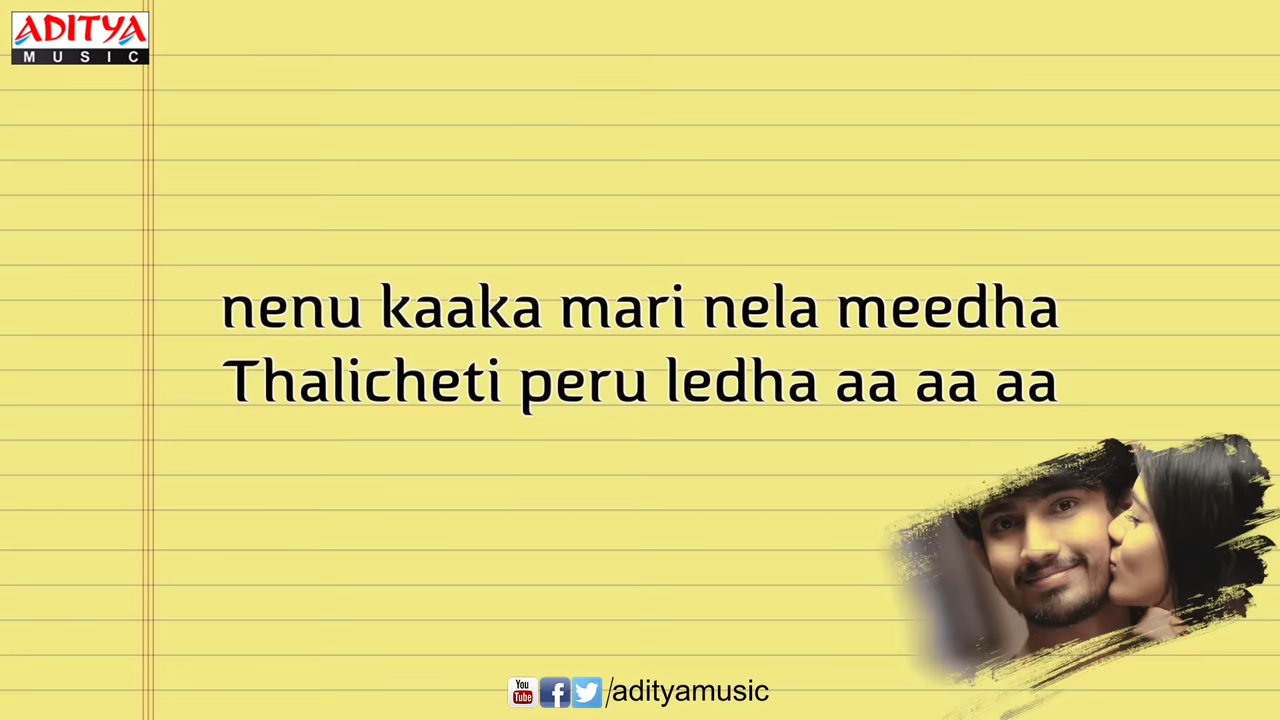 ADITYA
MUSIC
nenu kaaka mari nela meedha
Thalicheti peru ledha aa aa aa
You
Tube
f
/adityamusic